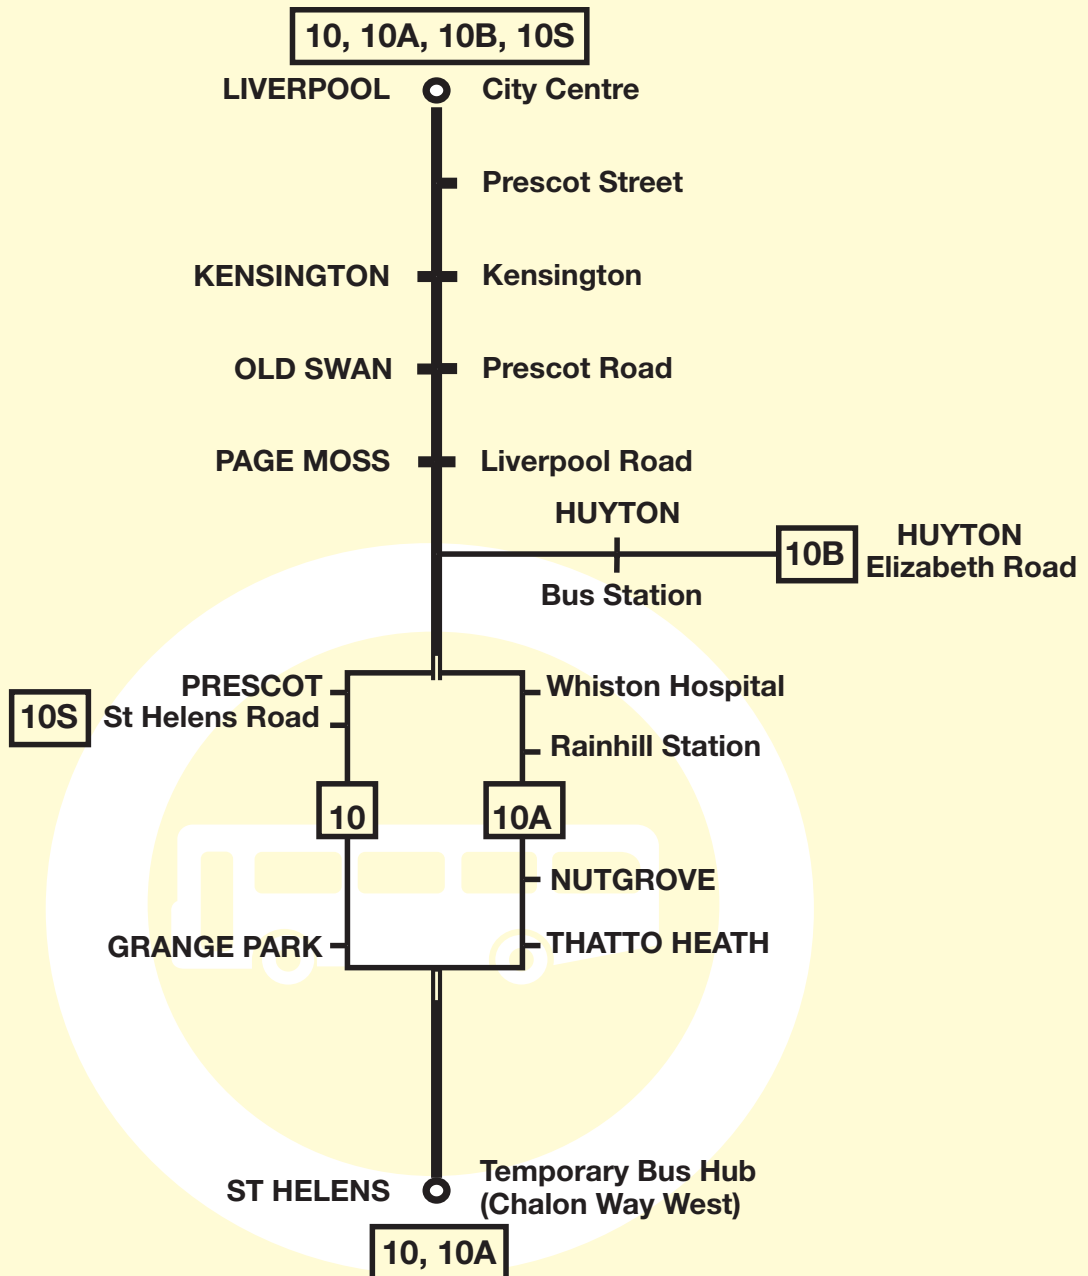 10, 10A, 10B, 10S
LIVERPOOL City Centre
Prescot Street
KENSINGTON Kensington
OLD SWAN Prescot Road
PAGE MOSS Liverpool Road
HUYTON
Bus Station
10B
HUYTON
Elizabeth Road
10S
PRESCOT
St Helens Road
Whiston Hospital
Rainhill Station
10
10A
NUTGROVE
GRANGE PARK
THATTO HEATH
ST HELENS
Temporary Bus Hub
(Chalon Way West)
10, 10A